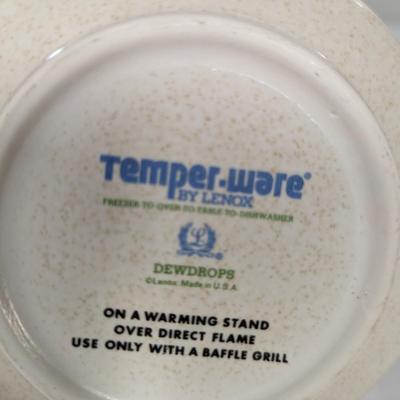 Temper-ware®
BY LENOX
FREEZER-TO-OVEN-TO-TABLE-TO-DISHWASHER
L
®
DEWDROPS
©Lenox Made in U.S.A.
ON A WARMING STAND
OVER DIRECT FLAME
USE ONLY WITH A BAFFLE GRILL